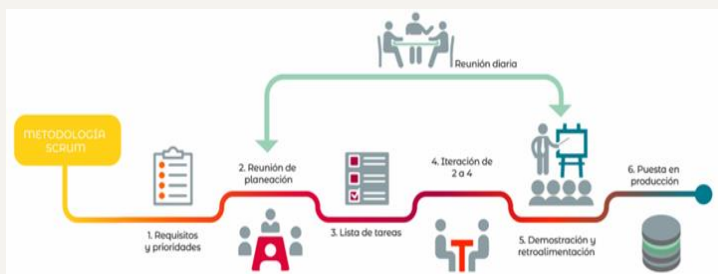 Reunión diaria
METODOLOGÍA
SCRUM
1. Requisitos
y prioridades
2. Reunión de
planeación
3. Lista de tareas
4. Iteración de
2 a 4
5. Demostración y
retroalimentación
6. Puesta en
producción